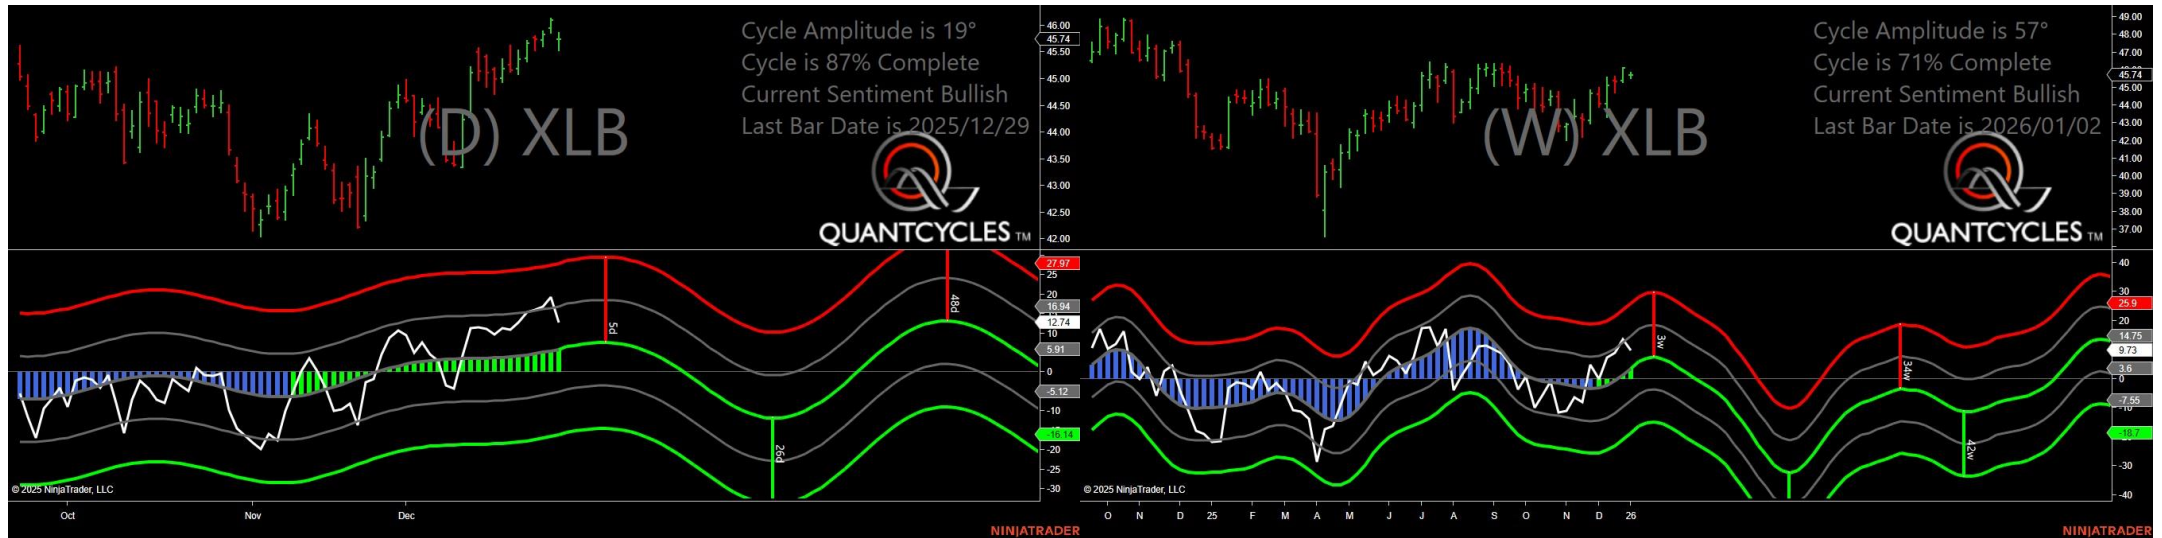 Cycle Amplitude is 19°
Cycle is 87% Complete
Current Sentiment Bullish
Last Bar Date is 2025/12/29
(D) XLB
QUANTCYCLES TM
46.00
45.74
45.50
45.00
44.50
44.00
43.50
43.00
42.50
42.00
27.97
25
20
16.94
12.74
10
5.91
0
-5.12
-10
-16.14
-20
-25
-30
5d
26d
48d
© 2025 NinjaTrader, LLC
Oct
Nov
Dec
NINJATRADER
Cycle Amplitude is 57°
Cycle is 71% Complete
Current Sentiment Bullish
Last Bar Date is 2026/01/02
(W) XLB
QUANTCYCLES TM
49.00
48.00
47.00
45.74
45.00
44.00
43.00
42.00
41.00
40.00
39.00
38.00
37.00
40
30
25.9
20
14.75
9.73
3.6
0
-7.55
-10
-18.7
-30
-40
3w
34w
42w
© 2025 NinjaTrader, LLC
O N D 25 F M A M J J A S O N D 26
NINJATRADER